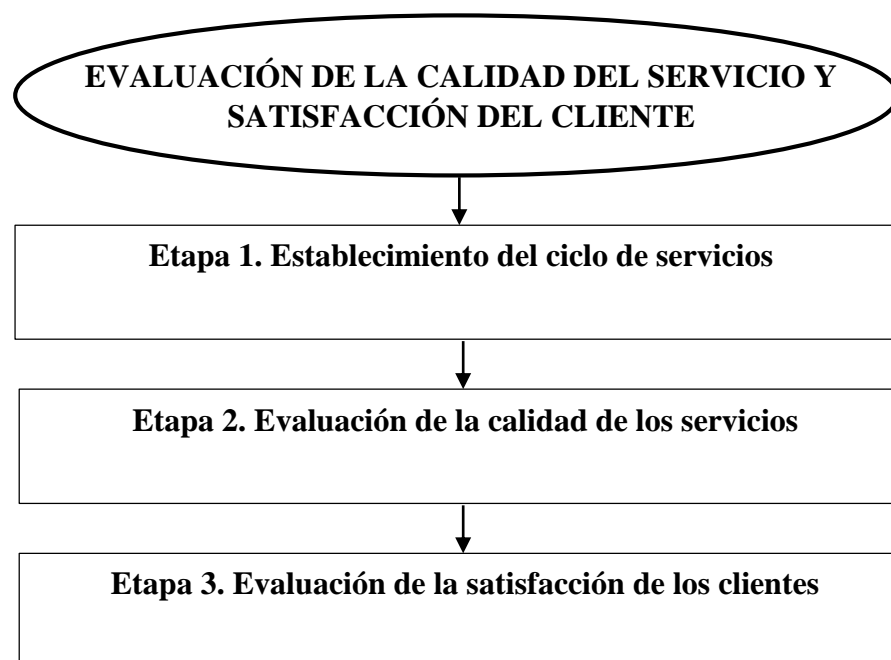 EVALUACIÓN DE LA CALIDAD DEL SERVICIO Y
SATISFACCIÓN DEL CLIENTE
Etapa 1. Establecimiento del ciclo de servicios
Etapa 2. Evaluación de la calidad de los servicios
Etapa 3. Evaluación de la satisfacción de los clientes